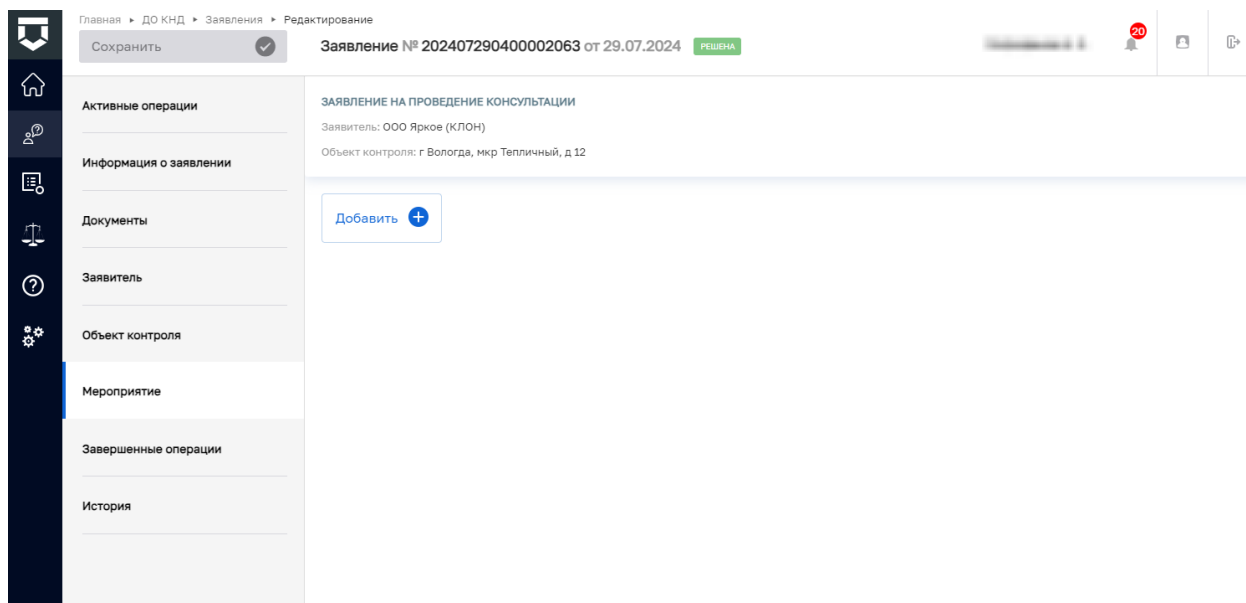 Главная ▸ ДО КНД ▸ Заявления ▸ Редактирование
Сохранить
Заявление № 202407290400002063 от 29.07.2024 РЕШЕНА
20
Активные операции
Информация о заявлении
Документы
Заявитель
Объект контроля
Мероприятие
Завершенные операции
История
ЗАЯВЛЕНИЕ НА ПРОВЕДЕНИЕ КОНСУЛЬТАЦИИ
Заявитель: ООО Яркое (КЛОН)
Объект контроля: г Вологда, мкр Тепличный, д 12
Добавить